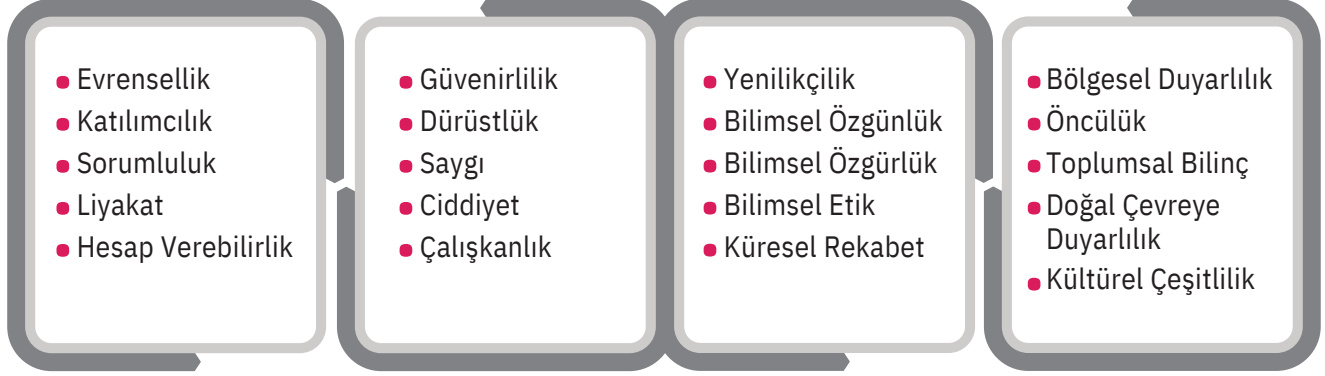 Evrensellik
Katılımcılık
Sorumluluk
Liyakat
Hesap Verebilirlik
Güvenirlilik
Dürüstlük
Saygı
Ciddiyet
Çalışkanlık
Yenilikçilik
Bilimsel Özgünlük
Bilimsel Özgürlük
Bilimsel Etik
Küresel Rekabet
Bölgesel Duyarlılık
Öncülük
Toplumsal Bilinç
Doğal Çevreye
Duyarlılık
Kültürel Çeşitlilik